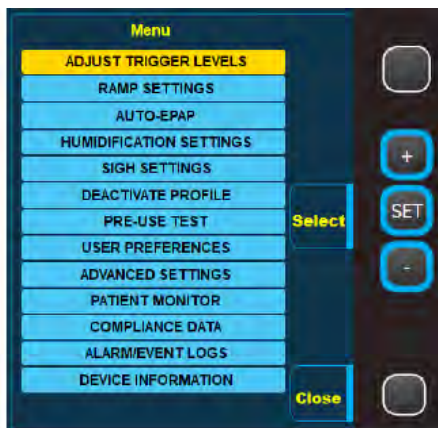 Menu
ADJUST TRIGGER LEVELS
RAMP SETTINGS
AUTO-EPAP
HUMIDIFICATION SETTINGS
SIGH SETTINGS
DEACTIVATE PROFILE
PRE-USE TEST
USER PREFERENCES
ADVANCED SETTINGS
PATIENT MONITOR
COMPLIANCE DATA
ALARM/EVENT LOGS
DEVICE INFORMATION
Select
Close
+
SET
-